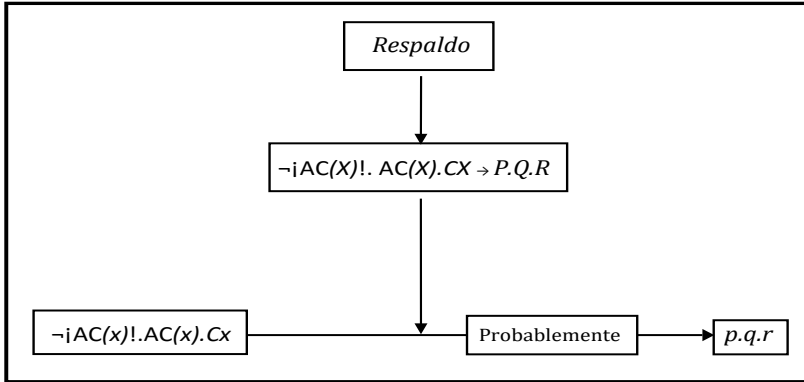 Respaldo
¬¡AC(X)!. AC(X).CX → P.Q.R
¬¡AC(x)!.AC(x).Cx
Probablemente
p.q.r